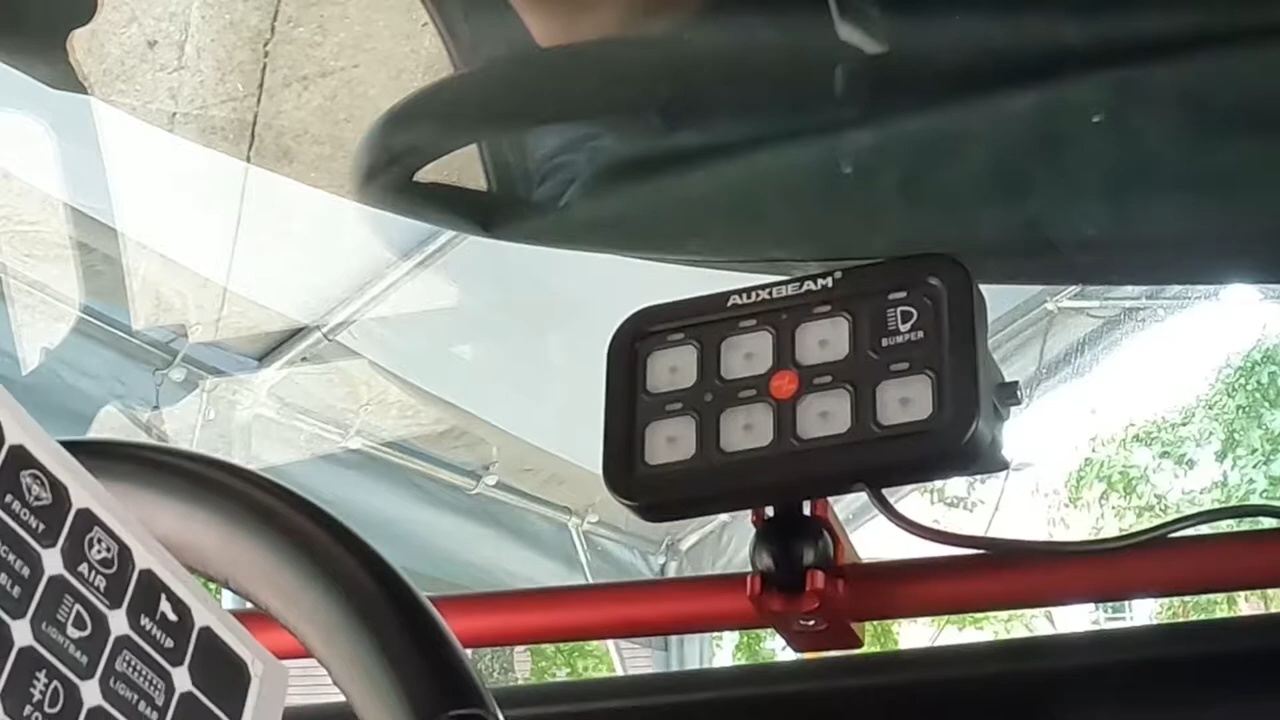 AUXBEAM®
BUMPER
FRONT
AIR
WHIP
LIGHTBAR
LIGHT BAR